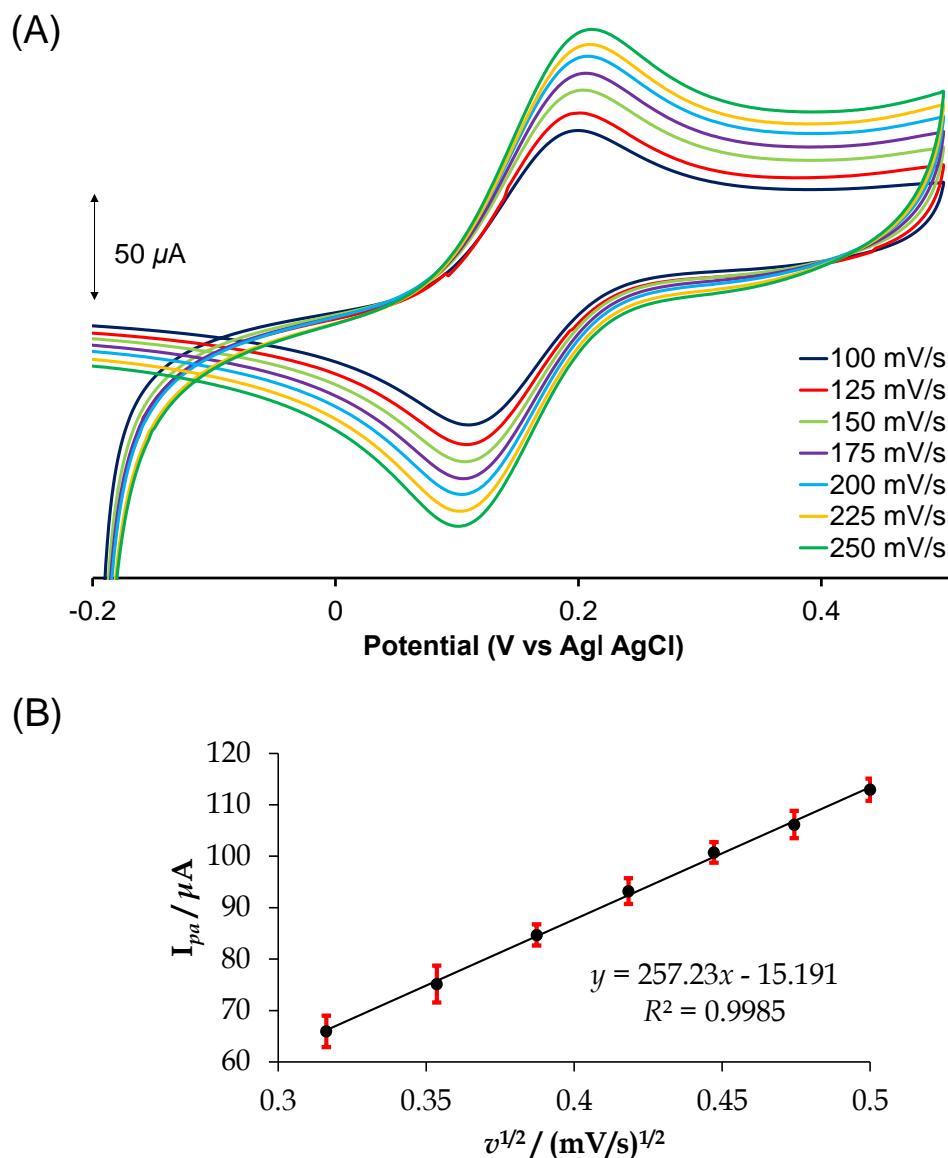 (A)
50 µA
100 mV/s
125 mV/s
150 mV/s
175 mV/s
200 mV/s
225 mV/s
250 mV/s
-0.2 0 0.2 0.4
Potential (V vs Ag| AgCl)
(B)
120
110
100
90
80
70
60
I_pa / µA
y = 257.23x - 15.191
R² = 0.9985
0.3 0.35 0.4 0.45 0.5
v^1/2 / (mV/s)^1/2